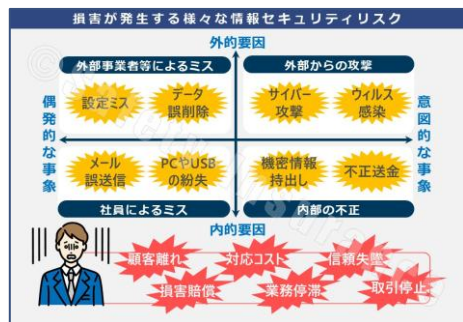 損害が発生する様々な情報セキュリティリスク
外的要因
外部事業者等によるミス
外部からの攻撃
偶発的な事象
意図的な事象
設定ミス
データ
誤削除
サイバー
攻撃
ウィルス
感染
メール
誤送信
PCやUSB
の紛失
機密情報
持出し
不正送金
社員によるミス
内部の不正
内的要因
顧客離れ
対応コスト
信頼失墜
損害賠償
業務停滞
取引停止